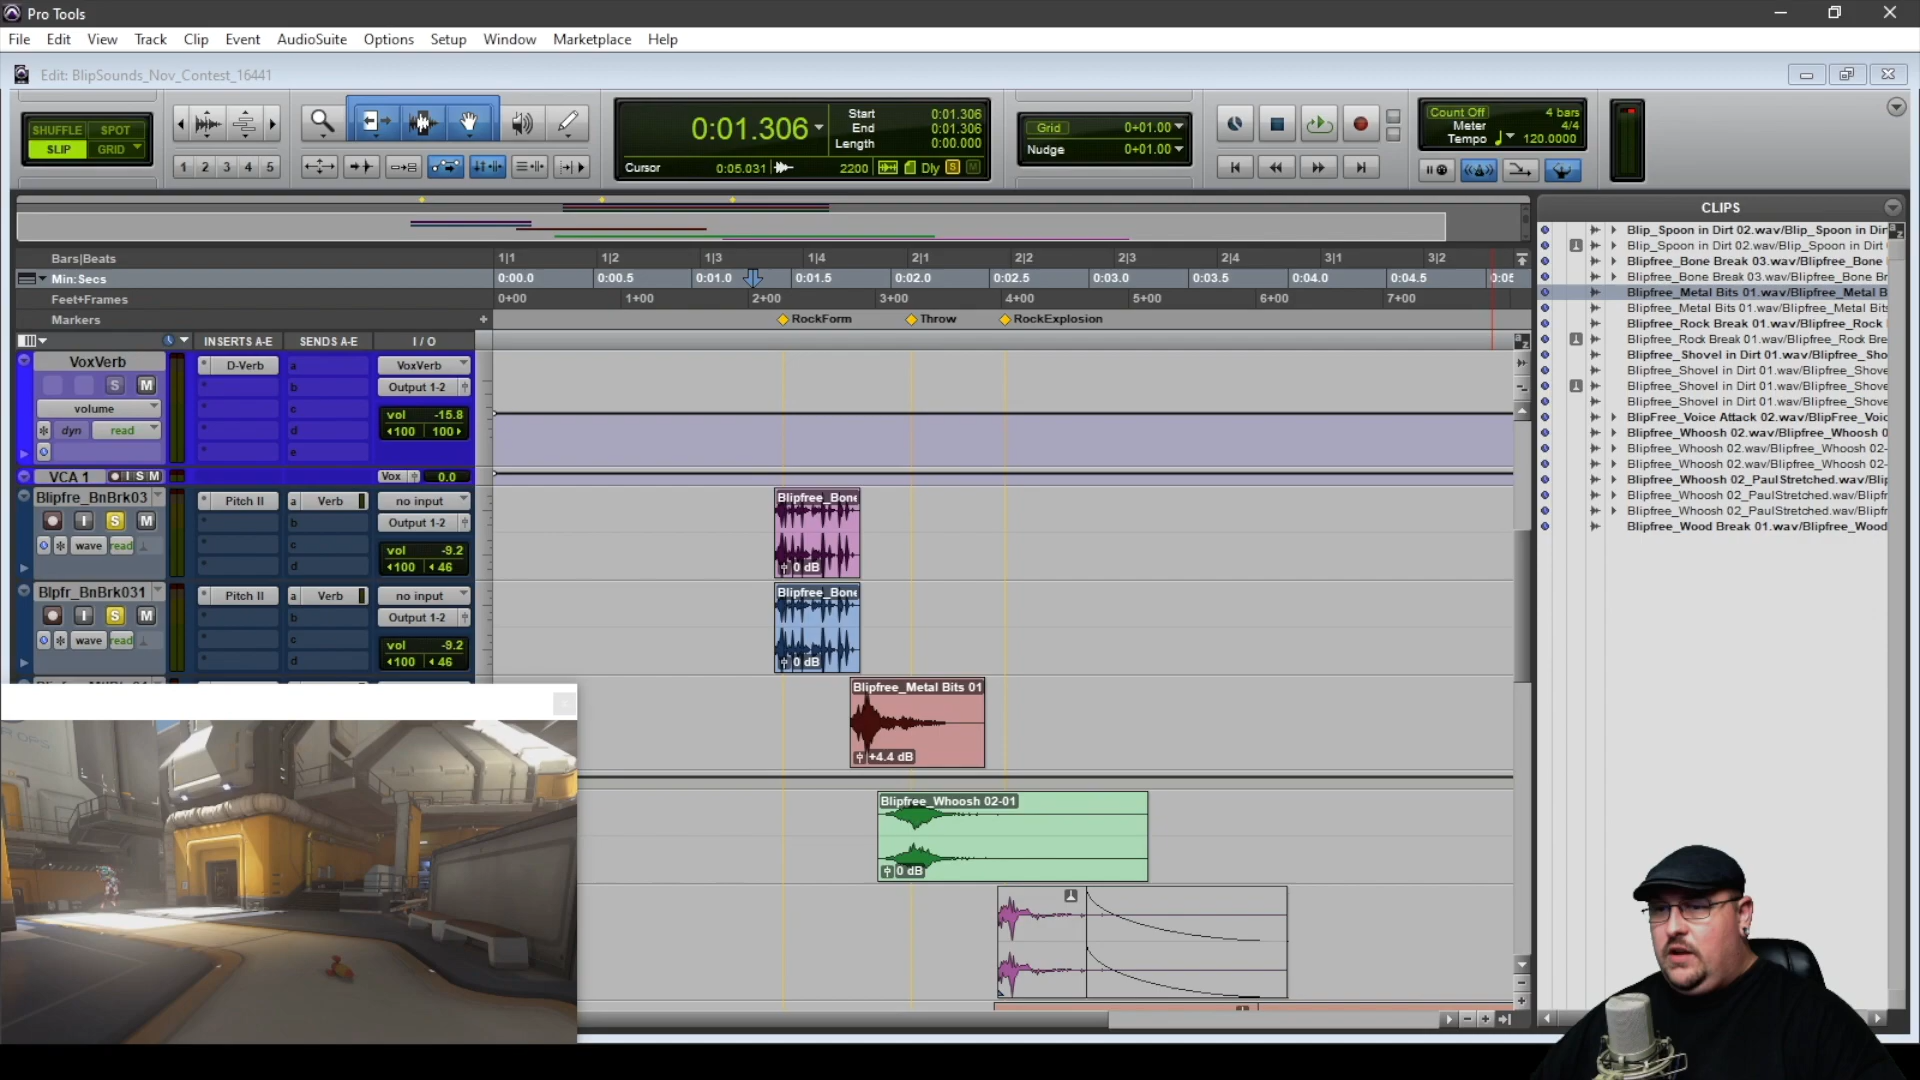 Pro Tools
File Edit View Track Clip Event AudioSuite Options Setup Window Marketplace Help
Edit: BlipSounds_Nov_Contest_16441
SHUFFLE SPOT
SLIP GRID
1 2 3 4 5
0:01.306
Start 0:01.306
End 0:01.306
Length 0:00.000
Cursor 0:05.031 2200 Dly S M
Grid 0+01.00
Nudge 0+01.00
Count Off 4 bars
Meter 4/4
Tempo 120.0000
Bars|Beats 1|1 1|2 1|3 1|4 2|1 2|2 2|3 2|4 3|1 3|2
Min:Secs 0:00.0 0:00.5 0:01.0 0:01.5 0:02.0 0:02.5 0:03.0 0:03.5 0:04.0 0:04.5 0:05
Feet+Frames 0+00 1+00 2+00 3+00 4+00 5+00 6+00 7+00
Markers RockForm Throw RockExplosion
INSERTS A-E SENDS A-E I / O
VoxVerb D-Verb a VoxVerb
S M b Output 1-2
volume c vol -15.8
dyn read d 100 100
e
VCA 1 I S M Vox 0.0
Blipfre_BnBrk03 Pitch II a Verb no input
I S M b Output 1-2
wave read c vol -9.2
d 100 46
Blipfree_Bone
0 dB
Blpfr_BnBrk031 Pitch II a Verb no input
I S M b Output 1-2
wave read c vol -9.2
d 100 46
Blipfree_Bone
0 dB
Blipfree_Metal Bits 01
+4.4 dB
Blipfree_Whoosh 02-01
0 dB
CLIPS
Blip_Spoon in Dirt 02.wav/Blip_Spoon in Dir
Blip_Spoon in Dirt 02.wav/Blip_Spoon in Dirt
Blipfree_Bone Break 03.wav/Blipfree_Bone
Blipfree_Bone Break 03.wav/Blipfree_Bone Br
Blipfree_Metal Bits 01.wav/Blipfree_Metal B
Blipfree_Metal Bits 01.wav/Blipfree_Metal Bits
Blipfree_Rock Break 01.wav/Blipfree_Rock
Blipfree_Rock Break 01.wav/Blipfree_Rock Bre
Blipfree_Shovel in Dirt 01.wav/Blipfree_Sho
Blipfree_Shovel in Dirt 01.wav/Blipfree_Shove
Blipfree_Shovel in Dirt 01.wav/Blipfree_Shove
Blipfree_Shovel in Dirt 01.wav/Blipfree_Shove
BlipFree_Voice Attack 02.wav/BlipFree_Voic
Blipfree_Whoosh 02.wav/Blipfree_Whoosh 0
Blipfree_Whoosh 02.wav/Blipfree_Whoosh 02-
Blipfree_Whoosh 02.wav/Blipfree_Whoosh 02-
Blipfree_Whoosh 02_PaulStretched.wav/Blip
Blipfree_Whoosh 02_PaulStretched.wav/Blipfr
Blipfree_Whoosh 02_PaulStretched.wav/Blipfr
Blipfree_Wood Break 01.wav/Blipfree_Wood